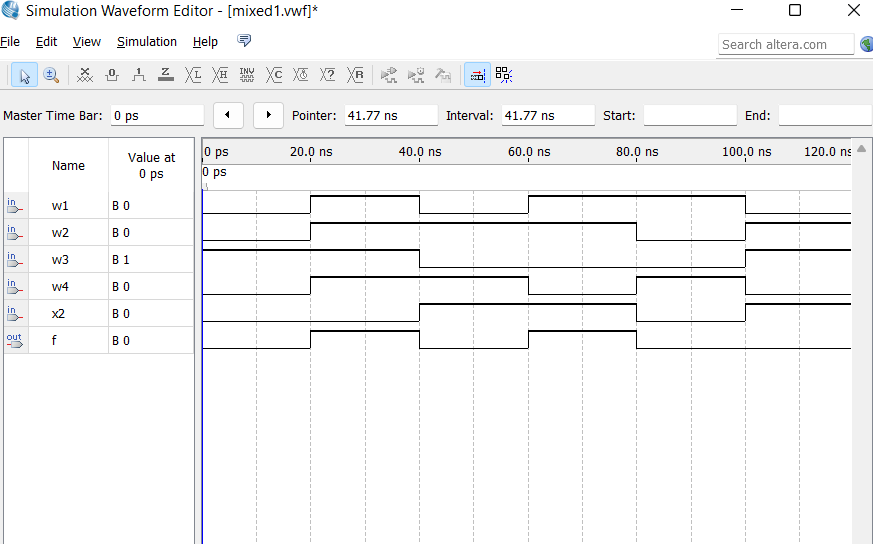 Simulation Waveform Editor - [mixed1.vwf]*
File Edit View Simulation Help
Search altera.com
Master Time Bar: 0 ps Pointer: 41.77 ns Interval: 41.77 ns Start: End:
Name Value at 0 ps
0 ps 20.0 ns 40.0 ns 60.0 ns 80.0 ns 100.0 ns 120.0 ns
0 ps
in w1 B 0
in w2 B 0
in w3 B 1
in w4 B 0
in x2 B 0
out f B 0